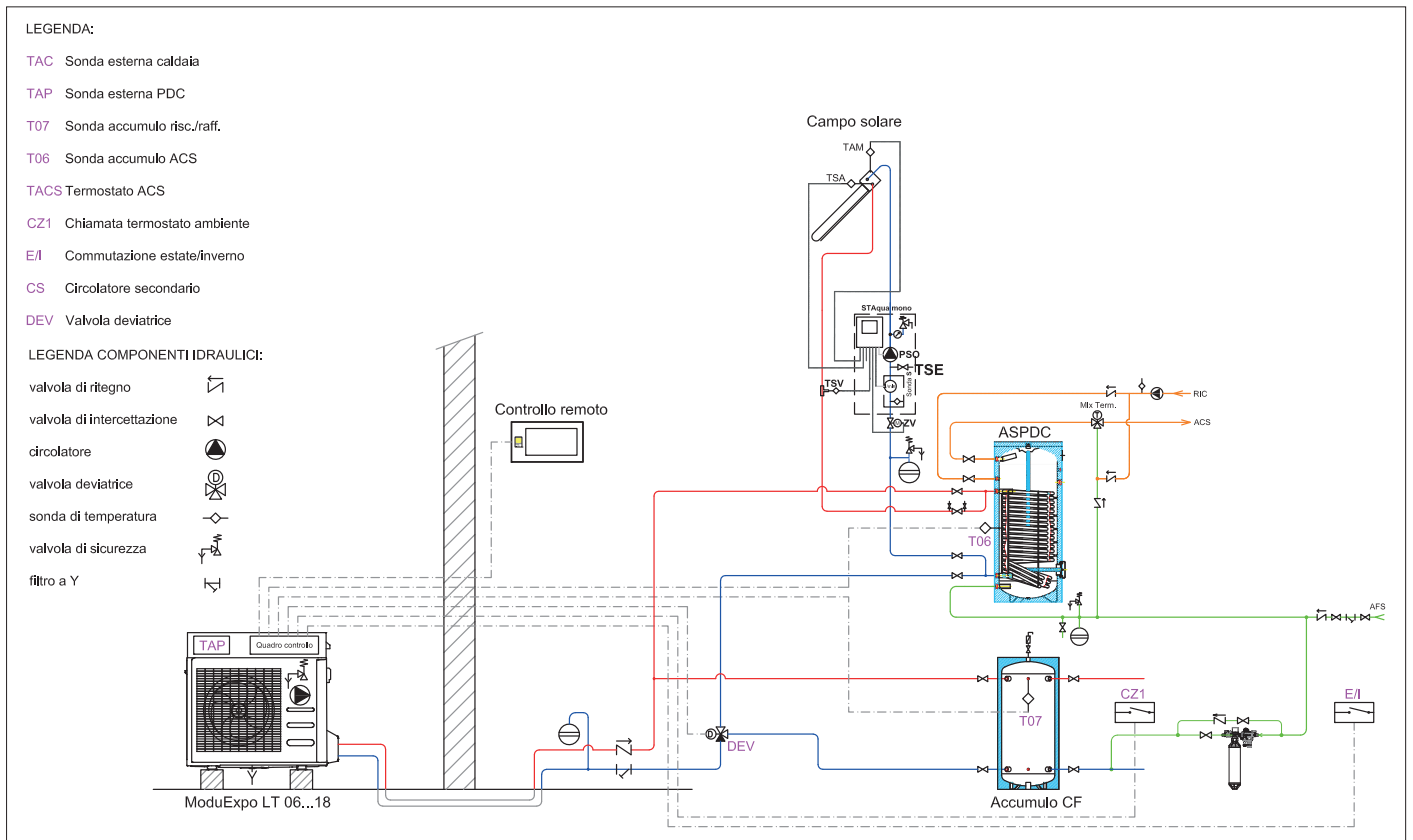 LEGENDA:
TAC Sonda esterna caldaia
TAP Sonda esterna PDC
T07 Sonda accumulo risc./raff.
T06 Sonda accumulo ACS
TACS Termostato ACS
CZ1 Chiamata termostato ambiente
E/I Commutazione estate/inverno
CS Circolatore secondario
DEV Valvola deviatrice
LEGENDA COMPONENTI IDRAULICI:
valvola di ritegno
valvola di intercettazione
circolatore
valvola deviatrice
D
sonda di temperatura
valvola di sicurezza
filtro a Y
Campo solare
TAM
TSA
STAqua mono
PSO
TSE
Sonda S
TSV
ZV
Controllo remoto
RIC
Mix Term.
T
ACS
ASPDC
T06
AFS
TAP
Quadro controllo
D
DEV
T07
CZ1
E/I
ModuExpo LT 06...18
Accumulo CF